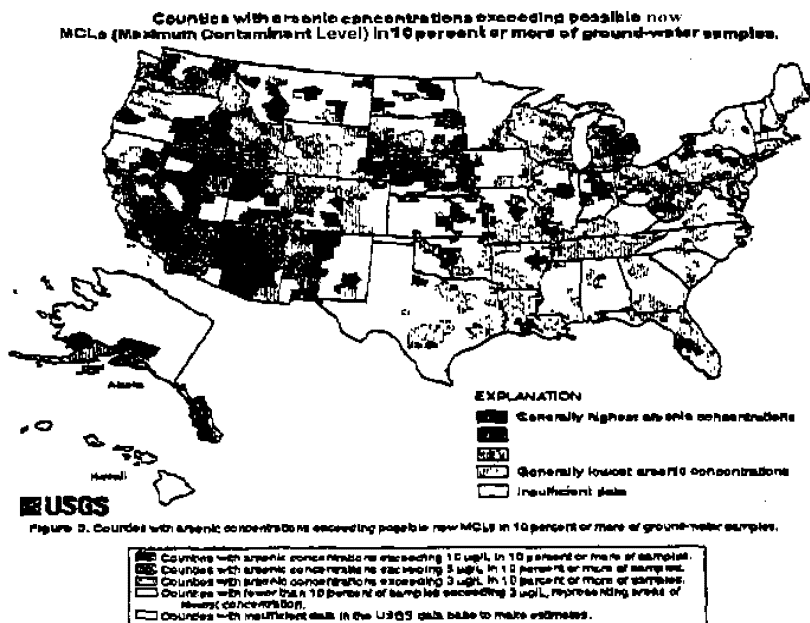 Counties with arsenic concentrations exceeding possible now
MCLs (Maximum Contaminant Level) in 10 percent or more of ground-water samples.
Alaska
Hawaii
EXPLANATION
Generally highest arsenic concentrations
Generally lowest arsenic concentrations
Insufficient data
USGS
Figure 3. Counties with arsenic concentrations exceeding possible new MCLs in 10 percent or more of ground-water samples.
Counties with arsenic concentrations exceeding 10 µg/L in 10 percent or more of samples.
Counties with arsenic concentrations exceeding 5 µg/L in 10 percent or more of samples.
Counties with arsenic concentrations exceeding 3 µg/L in 10 percent or more of samples.
Counties with fewer than 10 percent of samples exceeding 3 µg/L, representing areas of
lowest concentration.
Counties with insufficient data in the USGS data base to make estimates.